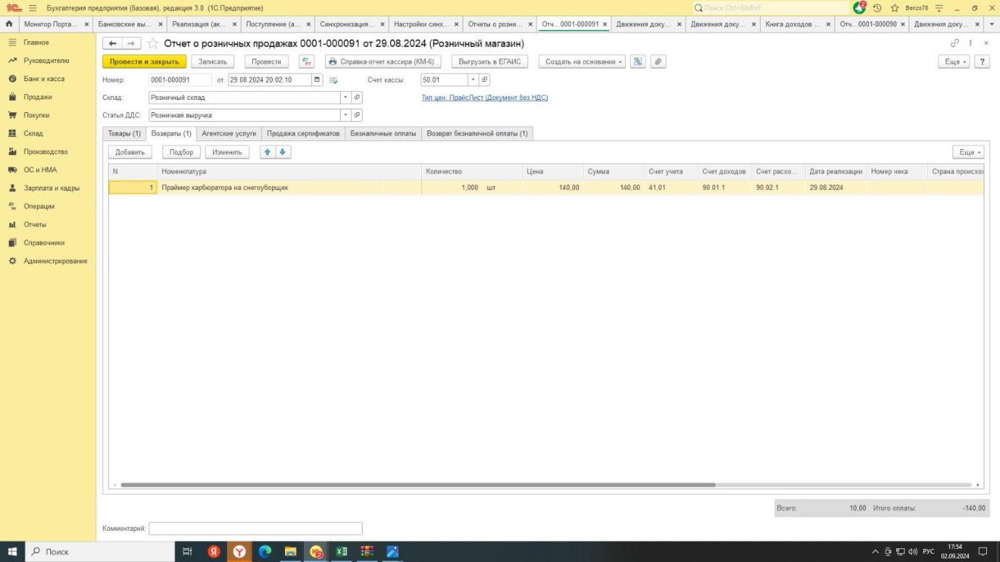 1С Бухгалтерия предприятия (базовая), редакция 3.0 (1С:Предприятие) Поиск Ctrl+Shift+F 2 Benzo78
Монитор Порта... Банковские вы... Реализация (ак... Поступление (а... Синхронизация... Настройки синх... Отчеты о розни... Отч...0001-000091 Движения доку... Движения доку... Книга доходов ... Отч...0001-000090 Движения доку...
Главное
Руководителю
Банк и касса
Продажи
Покупки
Склад
Производство
ОС и НМА
Зарплата и кадры
Операции
Отчеты
Справочники
Администрирование
Отчет о розничных продажах 0001-000091 от 29.08.2024 (Розничный магазин)
Провести и закрыть Записать Провести Дт Кт Справка-отчет кассира (КМ-6) Выгрузить в ЕГАИС Создать на основании Еще ?
Номер: 0001-000091 от: 29.08.2024 20:02:10 Счет кассы: 50.01
Склад: Розничный склад Тип цен: ПрайсЛист (Документ без НДС)
Статья ДДС: Розничная выручка
Товары (1) Возвраты (1) Агентские услуги Продажа сертификатов Безналичные оплаты Возврат безналичной оплаты (1)
Добавить Подбор Изменить Еще
N Номенклатура Количество Цена Сумма Счет учета Счет доходов Счет расхо... Дата реализации Номер чека Страна происхо
1 Праймер карбюратора на снегоуборщик 1,000 шт 140,00 140,00 41.01 90.01.1 90.02.1 29.08.2024
Всего: 10,00 Итого оплаты: -140,00
Комментарий:
Поиск Я Y 2 РУС 17:54
02.09.2024